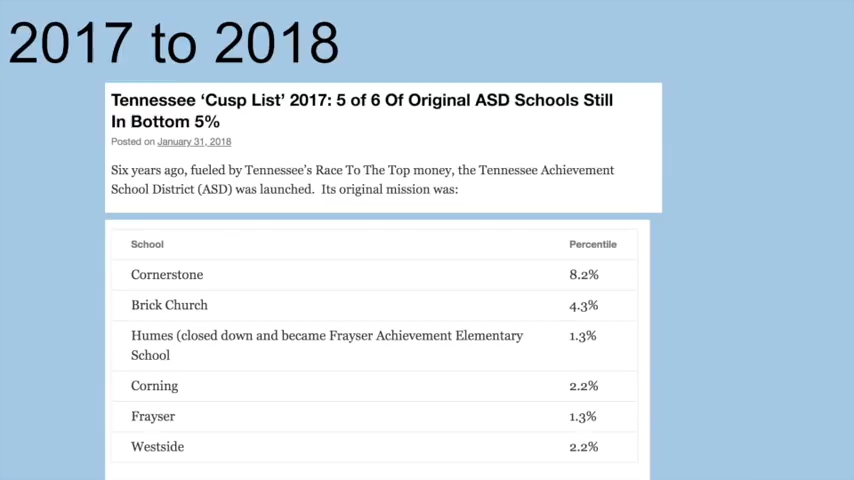 2017 to 2018
Tennessee ‘Cusp List’ 2017: 5 of 6 Of Original ASD Schools Still
In Bottom 5%
Posted on January 31, 2018
Six years ago, fueled by Tennessee's Race To The Top money, the Tennessee Achievement
School District (ASD) was launched.  Its original mission was:
School Percentile
Cornerstone 8.2%
Brick Church 4.3%
Humes (closed down and became Frayser Achievement Elementary 1.3%
School
Corning 2.2%
Frayser 1.3%
Westside 2.2%